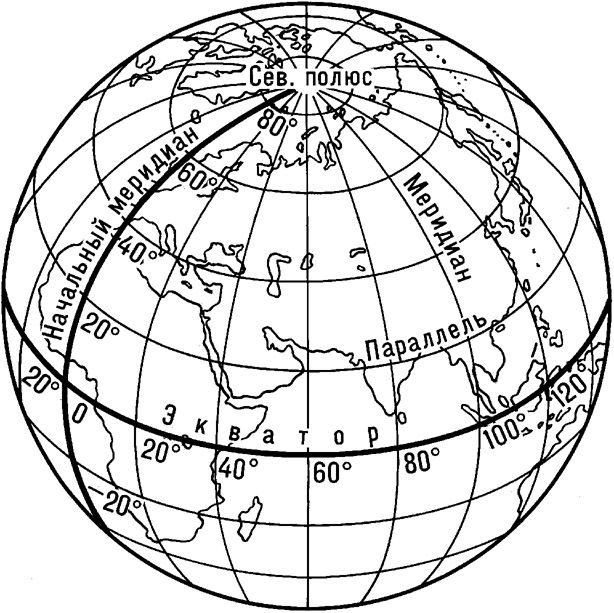 Сев. полюс
80°
Начальный меридиан
60°
Меридиан
40°
20°
Параллель
20°
0
Экватор
20°
40°
60°
80°
100°
120°
-20°